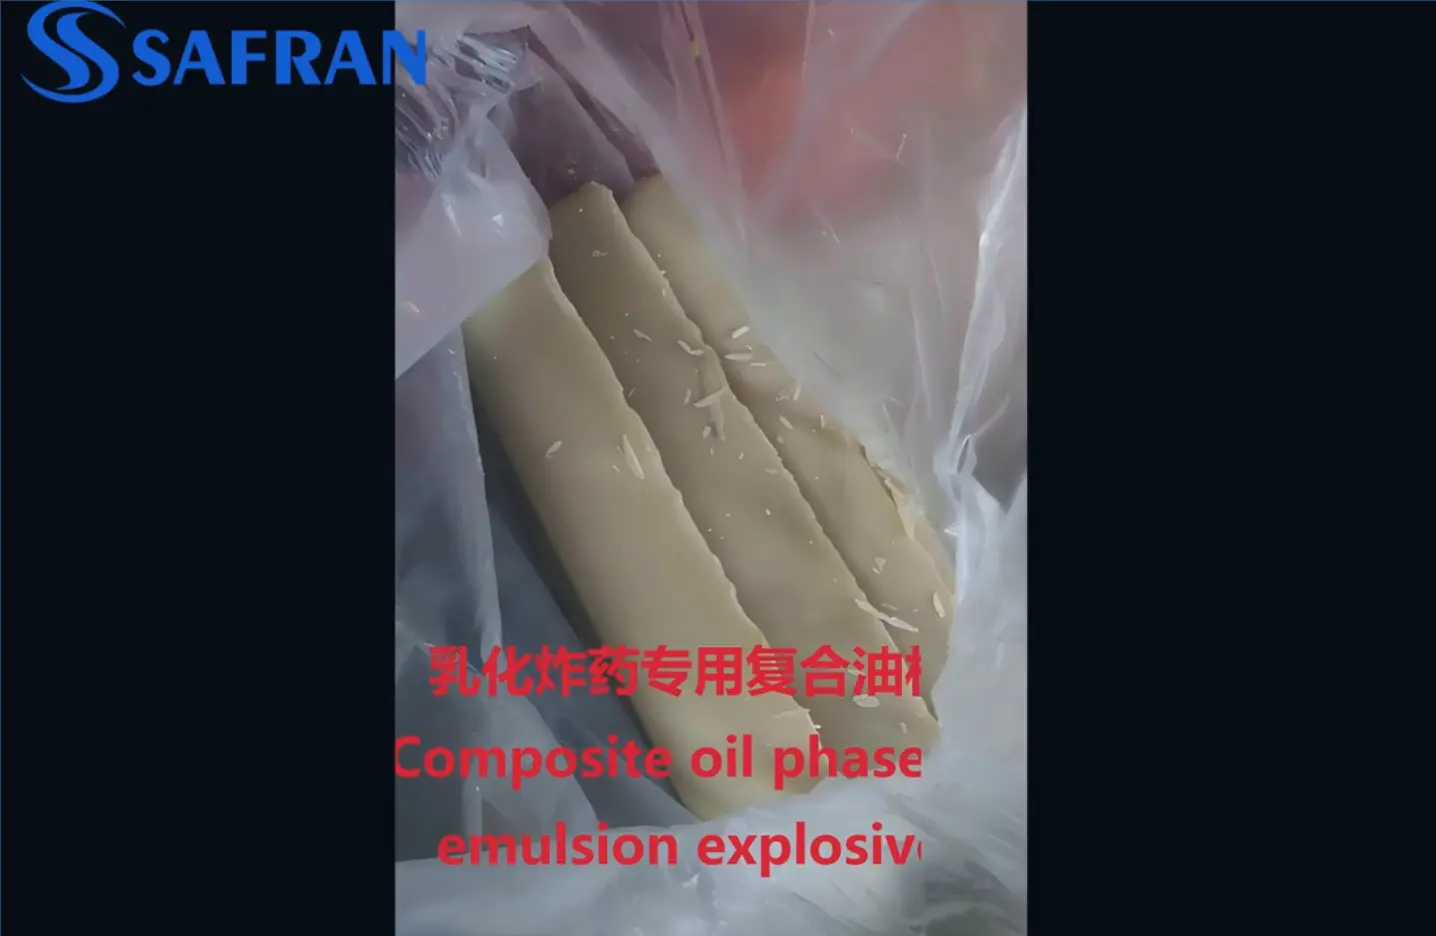 SAFRAN
乳化炸药专用复合油
Composite oil phase
emulsion explosiv